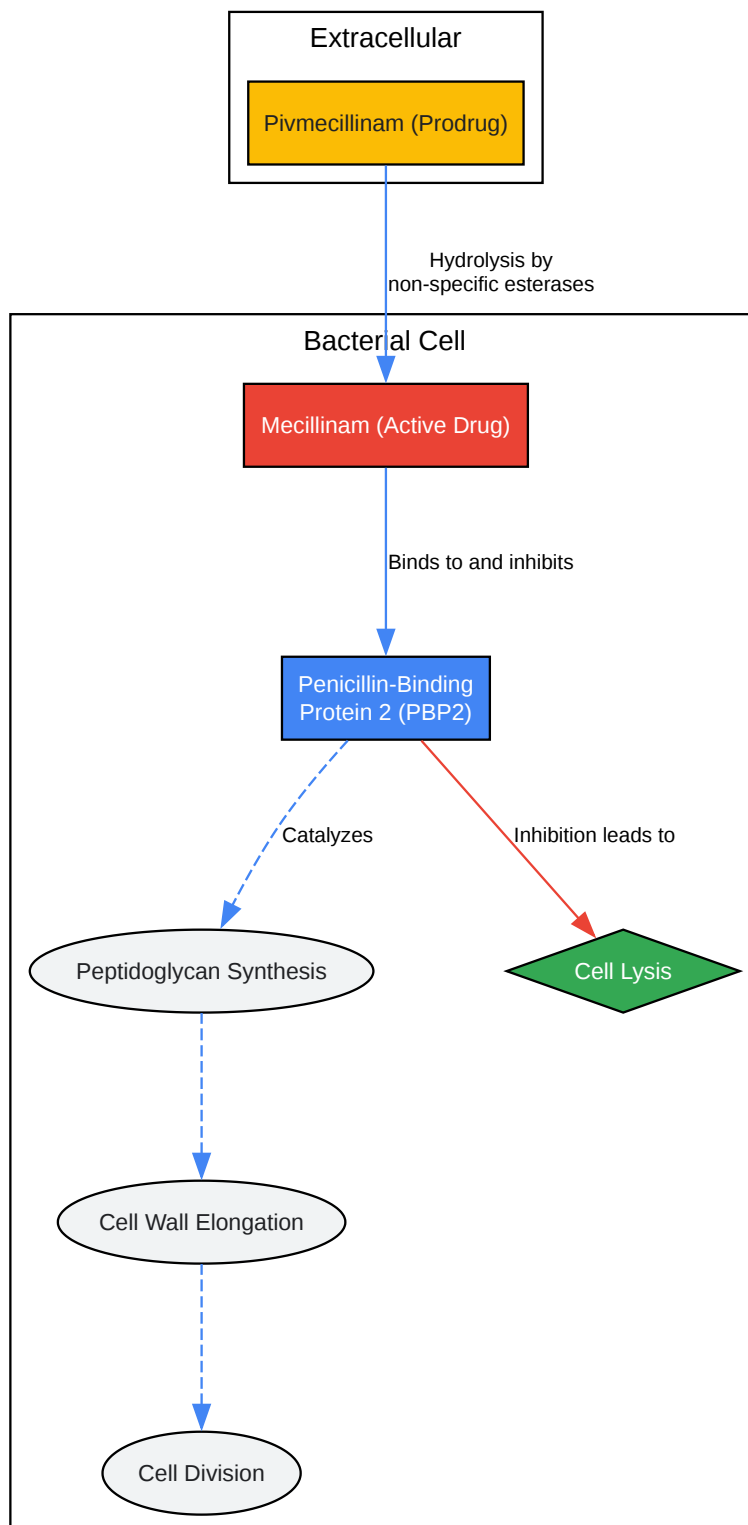 Extracellular
Pivmecillinam (Prodrug)
Hydrolysis by
non-specific esterases
Bacterial Cell
Mecillinam (Active Drug)
Binds to and inhibits
Penicillin-Binding
Protein 2 (PBP2)
Catalyzes
Inhibition leads to
Peptidoglycan Synthesis
Cell Lysis
Cell Wall Elongation
Cell Division